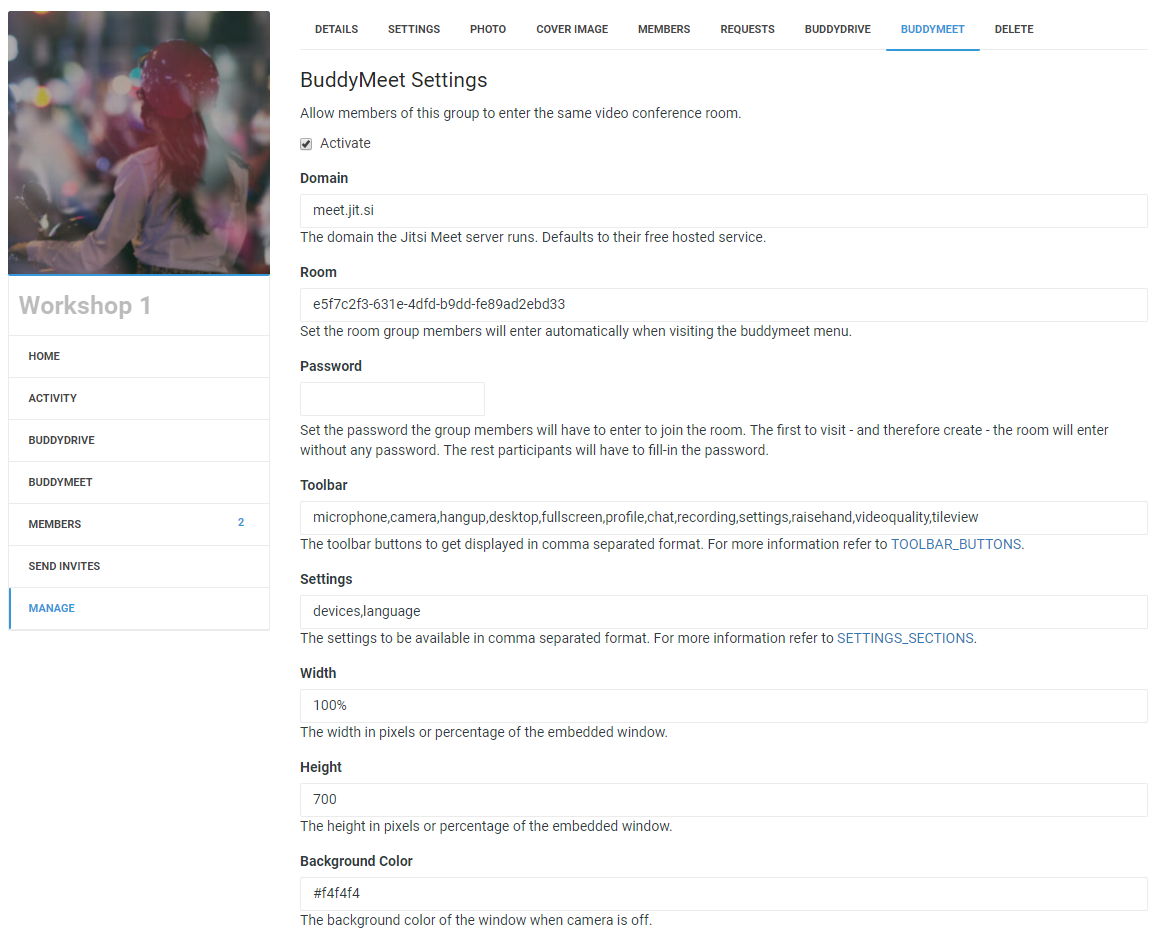 DETAILS SETTINGS PHOTO COVER IMAGE MEMBERS REQUESTS BUDDYDRIVE BUDDYMEET DELETE
Workshop 1
HOME
ACTIVITY
BUDDYDRIVE
BUDDYMEET
MEMBERS 2
SEND INVITES
MANAGE
BuddyMeet Settings
Allow members of this group to enter the same video conference room.
Activate
Domain
meet.jit.si
The domain the Jitsi Meet server runs. Defaults to their free hosted service.
Room
e5f7c2f3-631e-4dfd-b9dd-fe89ad2ebd33
Set the room group members will enter automatically when visiting the buddymeet menu.
Password
Set the password the group members will have to enter to join the room. The first to visit - and therefore create - the room will enter
without any password. The rest participants will have to fill-in the password.
Toolbar
microphone,camera,hangup,desktop,fullscreen,profile,chat,recording,settings,raisehand,videoquality,tileview
The toolbar buttons to get displayed in comma separated format. For more information refer to TOOLBAR_BUTTONS.
Settings
devices,language
The settings to be available in comma separated format. For more information refer to SETTINGS_SECTIONS.
Width
100%
The width in pixels or percentage of the embedded window.
Height
700
The height in pixels or percentage of the embedded window.
Background Color
#f4f4f4
The background color of the window when camera is off.